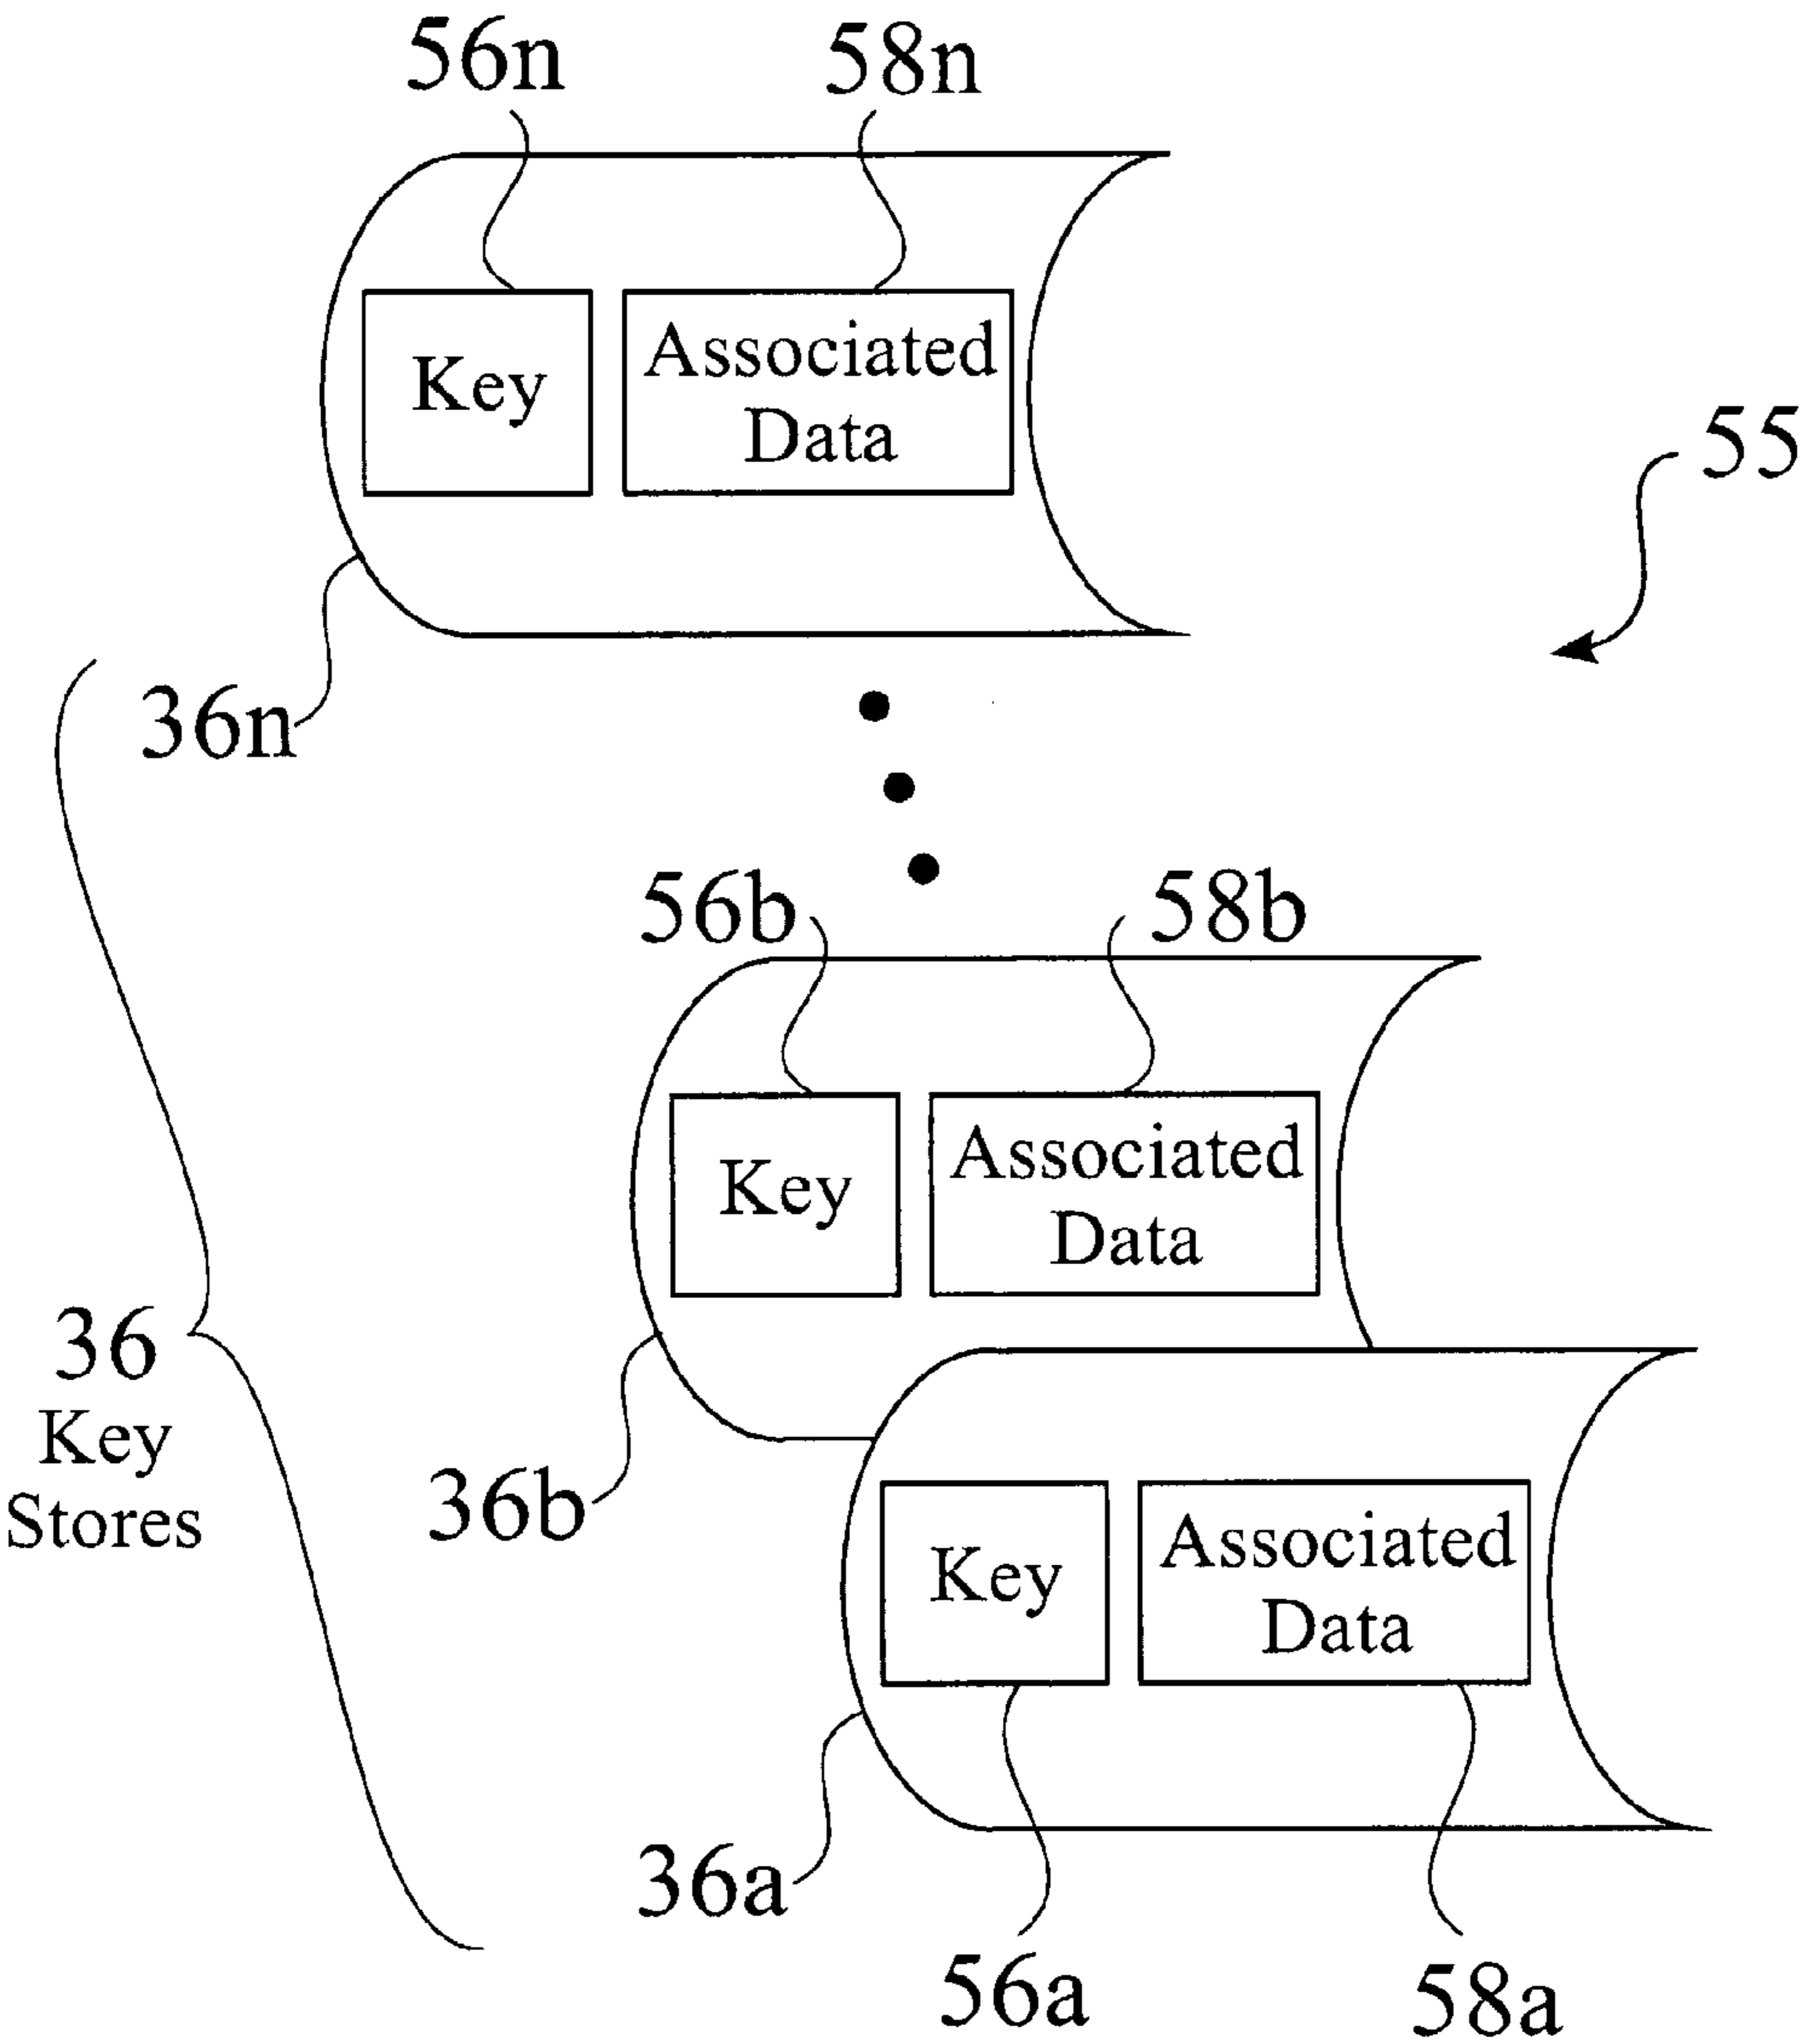 56n 58n
Key
Associated
Data
55
36n
56b 58b
Key
Associated
Data
36
Key
Stores
36b
Key
Associated
Data
36a
56a 58a